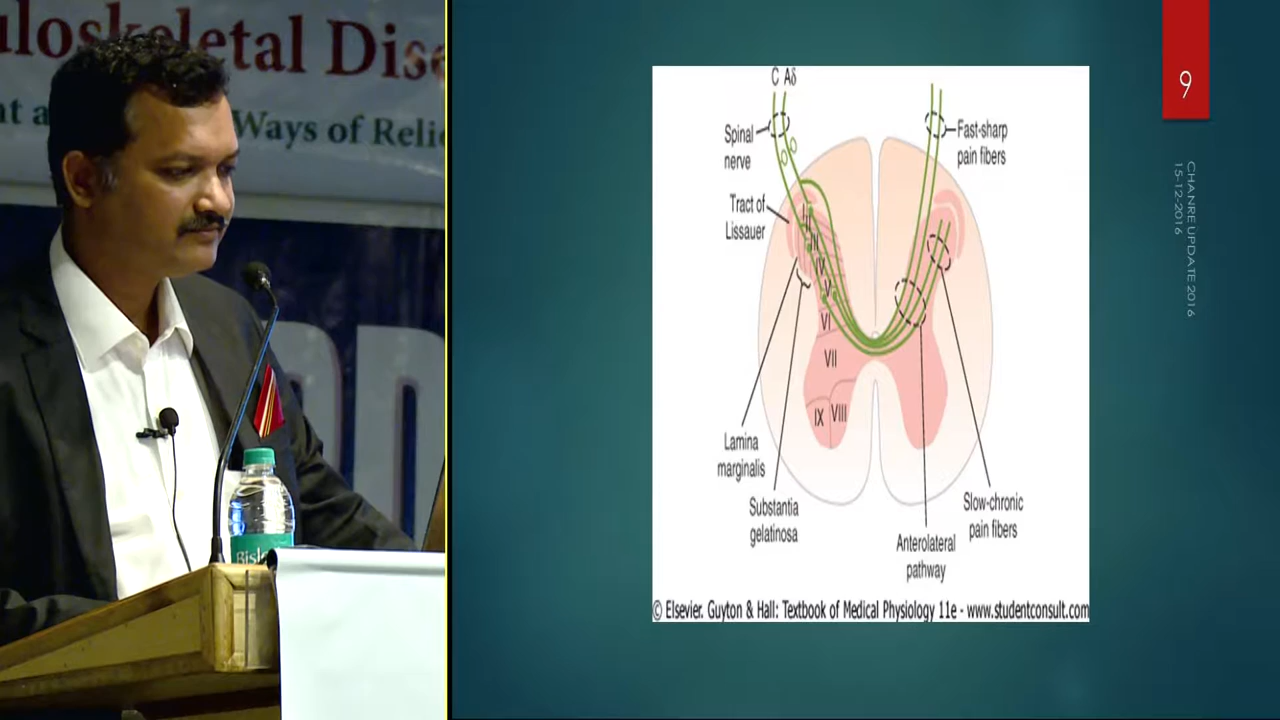 uloskeletal Dise
nt a
Ways of Relie
9
CHANRE UPDATE 2016
15-12-2016
C Aδ
Spinal
nerve
Fast-sharp
pain fibers
Tract of
Lissauer
I
II
III
IV
V
VI
VII
IX VIII
Lamina
marginalis
Substantia
gelatinosa
Slow-chronic
pain fibers
Anterolateral
pathway
© Elsevier. Guyton & Hall: Textbook of Medical Physiology 11e - www.studentconsult.com